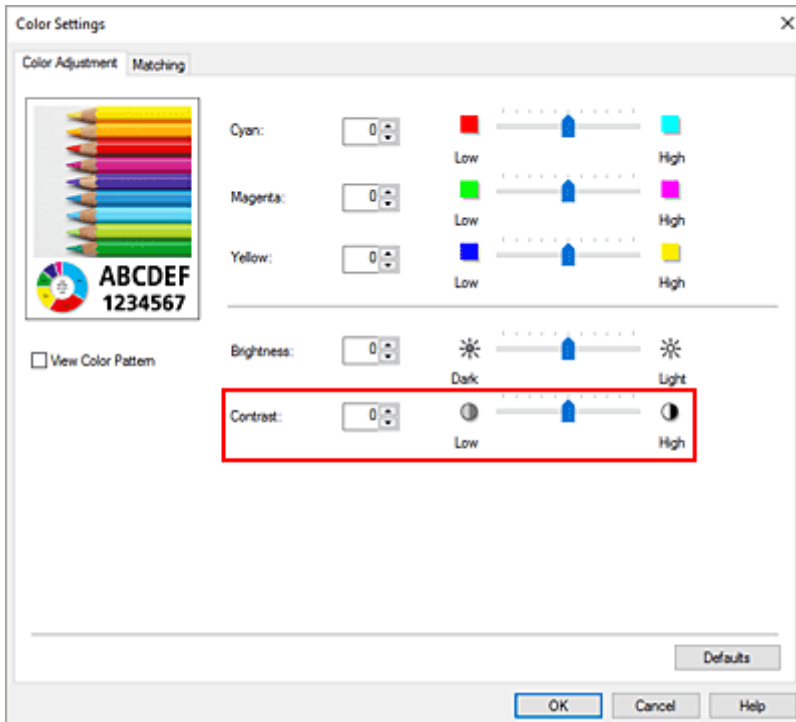 Color Settings
Color Adjustment Matching
Cyan: 0
Low High
Magenta: 0
Low High
Yellow: 0
Low High
ABCDEF
1234567
View Color Pattern
Brightness: 0
Dark Light
Contrast: 0
Low High
Defaults
OK Cancel Help